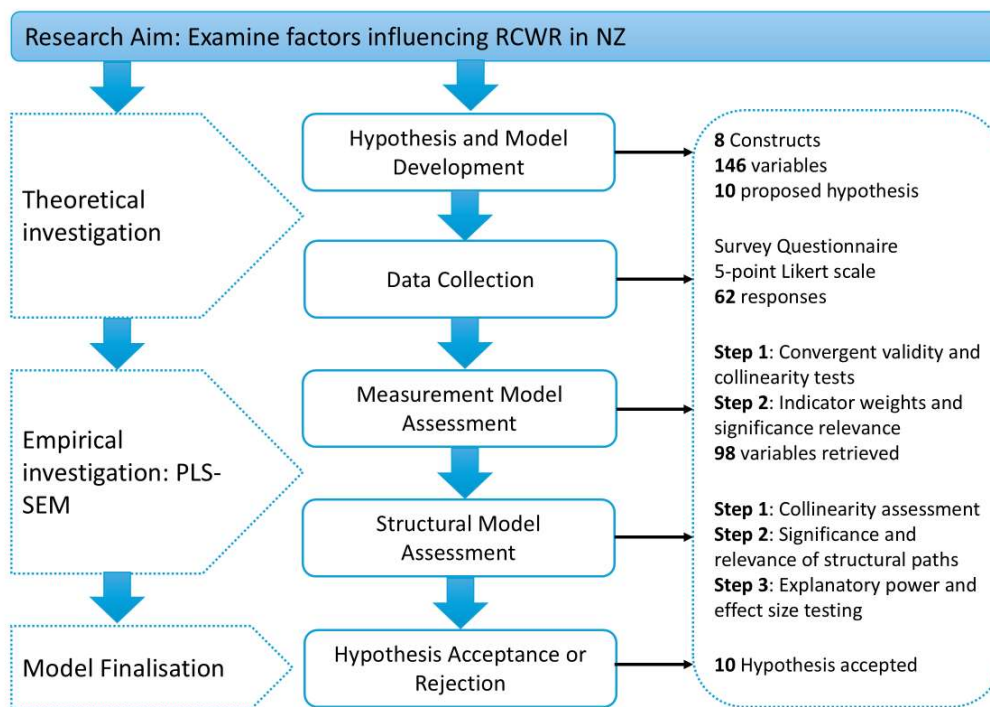 Research Aim: Examine factors influencing RCWR in NZ
Theoretical
investigation
Empirical
investigation: PLS-
SEM
Model Finalisation
Hypothesis and Model
Development
Data Collection
Measurement Model
Assessment
Structural Model
Assessment
Hypothesis Acceptance or
Rejection
8 Constructs
146 variables
10 proposed hypothesis
Survey Questionnaire
5-point Likert scale
62 responses
Step 1: Convergent validity and
collinearity tests
Step 2: Indicator weights and
significance relevance
98 variables retrieved
Step 1: Collinearity assessment
Step 2: Significance and
relevance of structural paths
Step 3: Explanatory power and
effect size testing
10 Hypothesis accepted